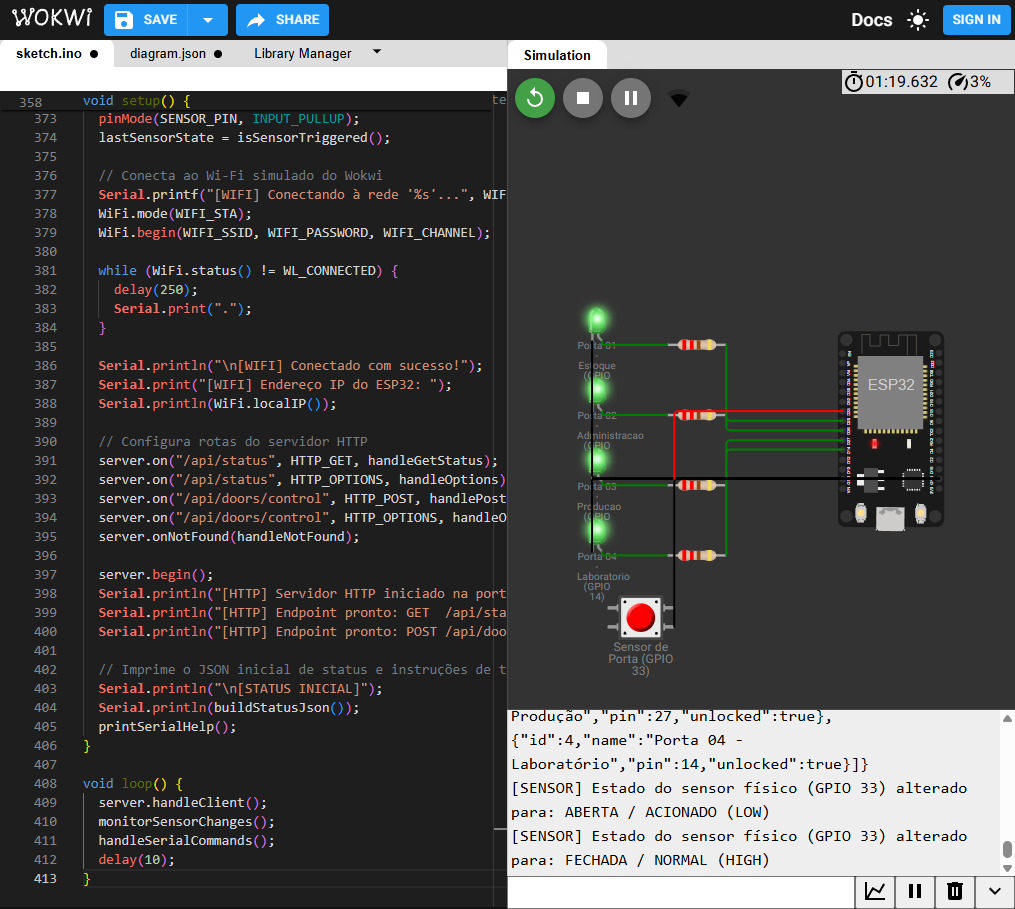 WOKWI
SAVE
SHARE
Docs
SIGN IN
sketch.ino
diagram.json
Library Manager
358 void setup() {
373 pinMode(SENSOR_PIN, INPUT_PULLUP);
374 lastSensorState = isSensorTriggered();
375
376 // Conecta ao Wi-Fi simulado do Wokwi
377 Serial.printf("[WIFI] Conectando à rede '%s'...", WIF
378 WiFi.mode(WIFI_STA);
379 WiFi.begin(WIFI_SSID, WIFI_PASSWORD, WIFI_CHANNEL);
380
381 while (WiFi.status() != WL_CONNECTED) {
382 delay(250);
383 Serial.print(".");
384 }
385
386 Serial.println("\n[WIFI] Conectado com sucesso!");
387 Serial.print("[WIFI] Endereço IP do ESP32: ");
388 Serial.println(WiFi.localIP());
389
390 // Configura rotas do servidor HTTP
391 server.on("/api/status", HTTP_GET, handleGetStatus);
392 server.on("/api/status", HTTP_OPTIONS, handleOptions)
393 server.on("/api/doors/control", HTTP_POST, handlePost
394 server.on("/api/doors/control", HTTP_OPTIONS, handleO
395 server.onNotFound(handleNotFound);
396
397 server.begin();
398 Serial.println("[HTTP] Servidor HTTP iniciado na port
399 Serial.println("[HTTP] Endpoint pronto: GET  /api/sta
400 Serial.println("[HTTP] Endpoint pronto: POST /api/doo
401
402 // Imprime o JSON inicial de status e instruções de t
403 Serial.println("\n[STATUS INICIAL]");
404 Serial.println(buildStatusJson());
405 printSerialHelp();
406 }
407
408 void loop() {
409 server.handleClient();
410 monitorSensorChanges();
411 handleSerialCommands();
412 delay(10);
413 }
Simulation
01:19.632
3%
Porta 01
-
Estoque
(GPIO
Porta 02
-
Administracao
(GPIO
Porta 03
-
Producao
(GPIO
Porta 04
-
Laboratorio
(GPIO
14)
ESP32
Sensor de
Porta (GPIO
33)
Produção","pin":27,"unlocked":true},
{"id":4,"name":"Porta 04 -
Laboratório","pin":14,"unlocked":true}]}
[SENSOR] Estado do sensor físico (GPIO 33) alterado
para: ABERTA / ACIONADO (LOW)
[SENSOR] Estado do sensor físico (GPIO 33) alterado
para: FECHADA / NORMAL (HIGH)